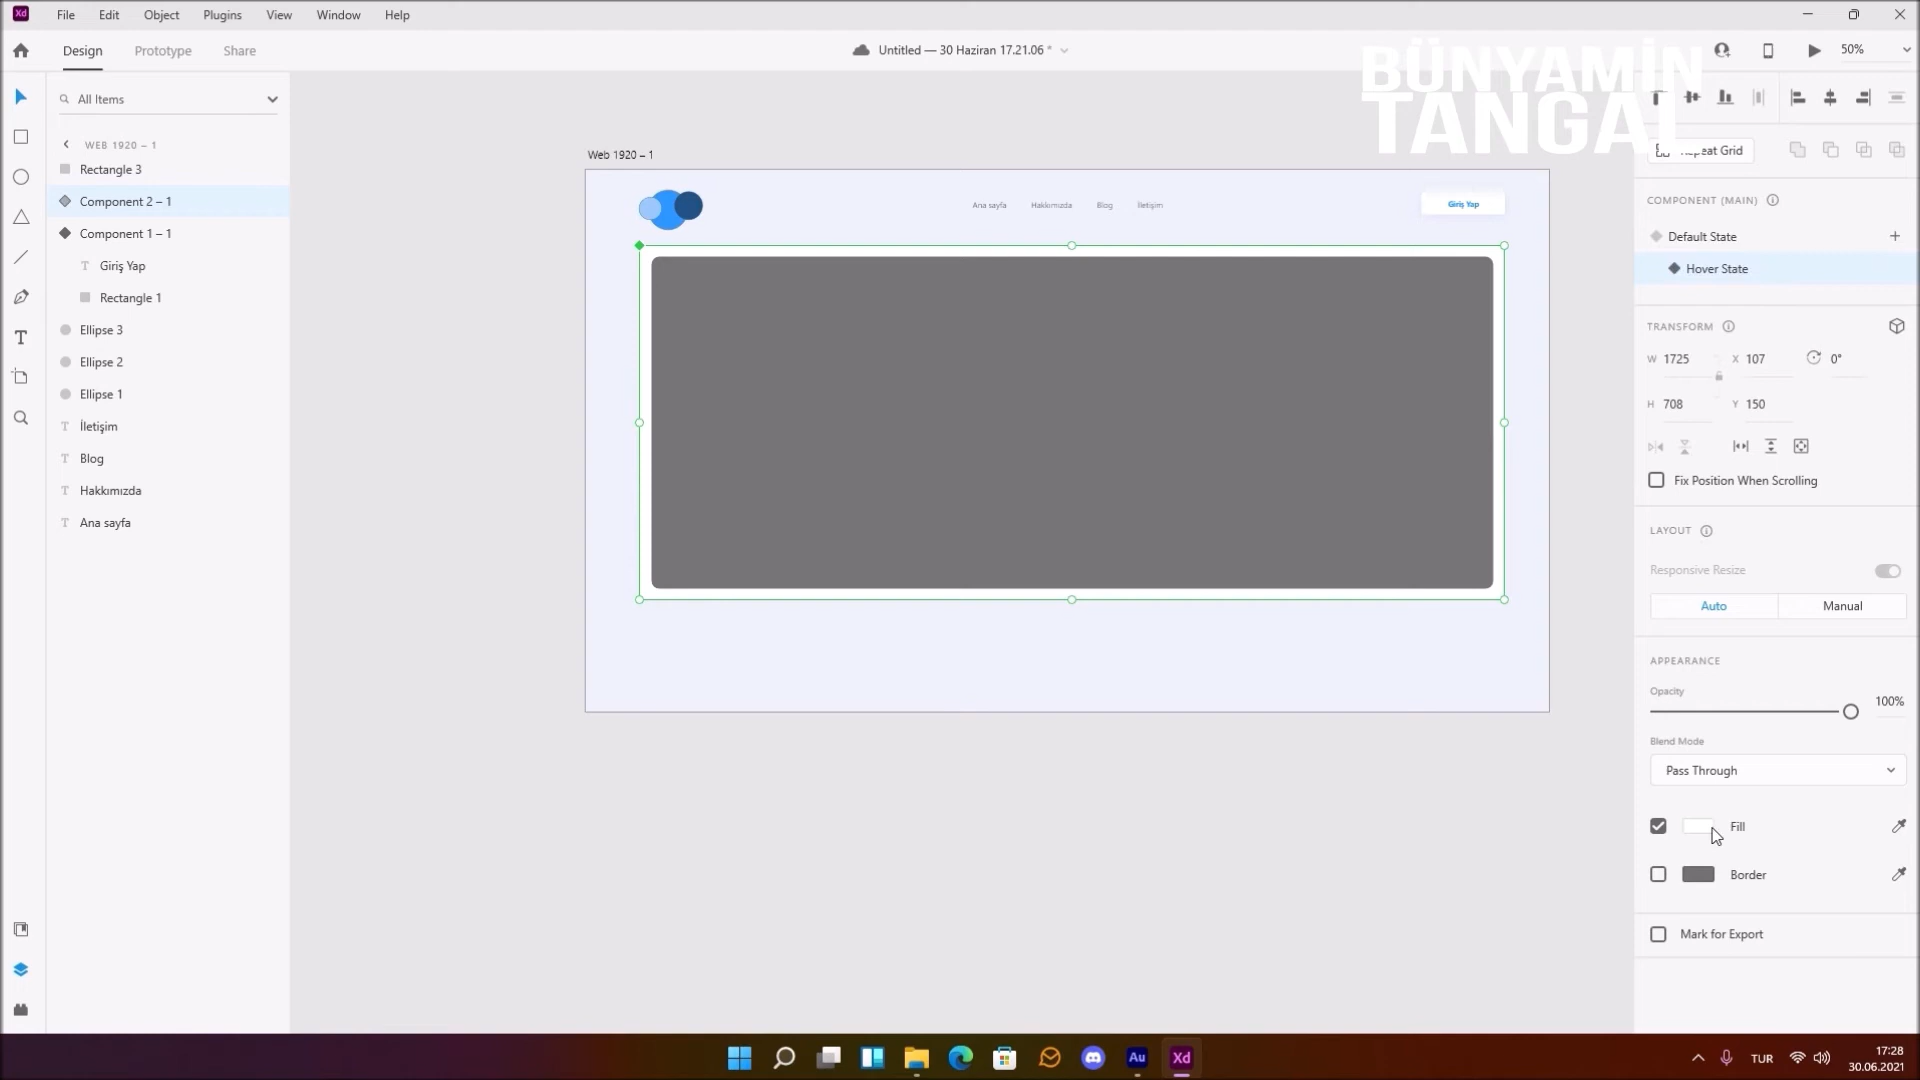 Xd
File
Edit
Object
Plugins
View
Window
Help
Design
Prototype
Share
Untitled — 30 Haziran 17.21.06 *
50%
BÜNYAMİN
TANGAL
All Items
WEB 1920 – 1
Rectangle 3
Component 2 – 1
Component 1 – 1
T Giriş Yap
Rectangle 1
Ellipse 3
Ellipse 2
Ellipse 1
T İletişim
T Blog
T Hakkımızda
T Ana sayfa
Web 1920 – 1
Ana sayfa
Hakkımızda
Blog
İletişim
Giriş Yap
Repeat Grid
COMPONENT (MAIN)
Default State
Hover State
TRANSFORM
W 1725
X 107
0°
H 708
Y 150
Fix Position When Scrolling
LAYOUT
Responsive Resize
Auto
Manual
APPEARANCE
Opacity
100%
Blend Mode
Pass Through
Fill
Border
Mark for Export
Au
Xd
TUR
17:28
30.06.2021